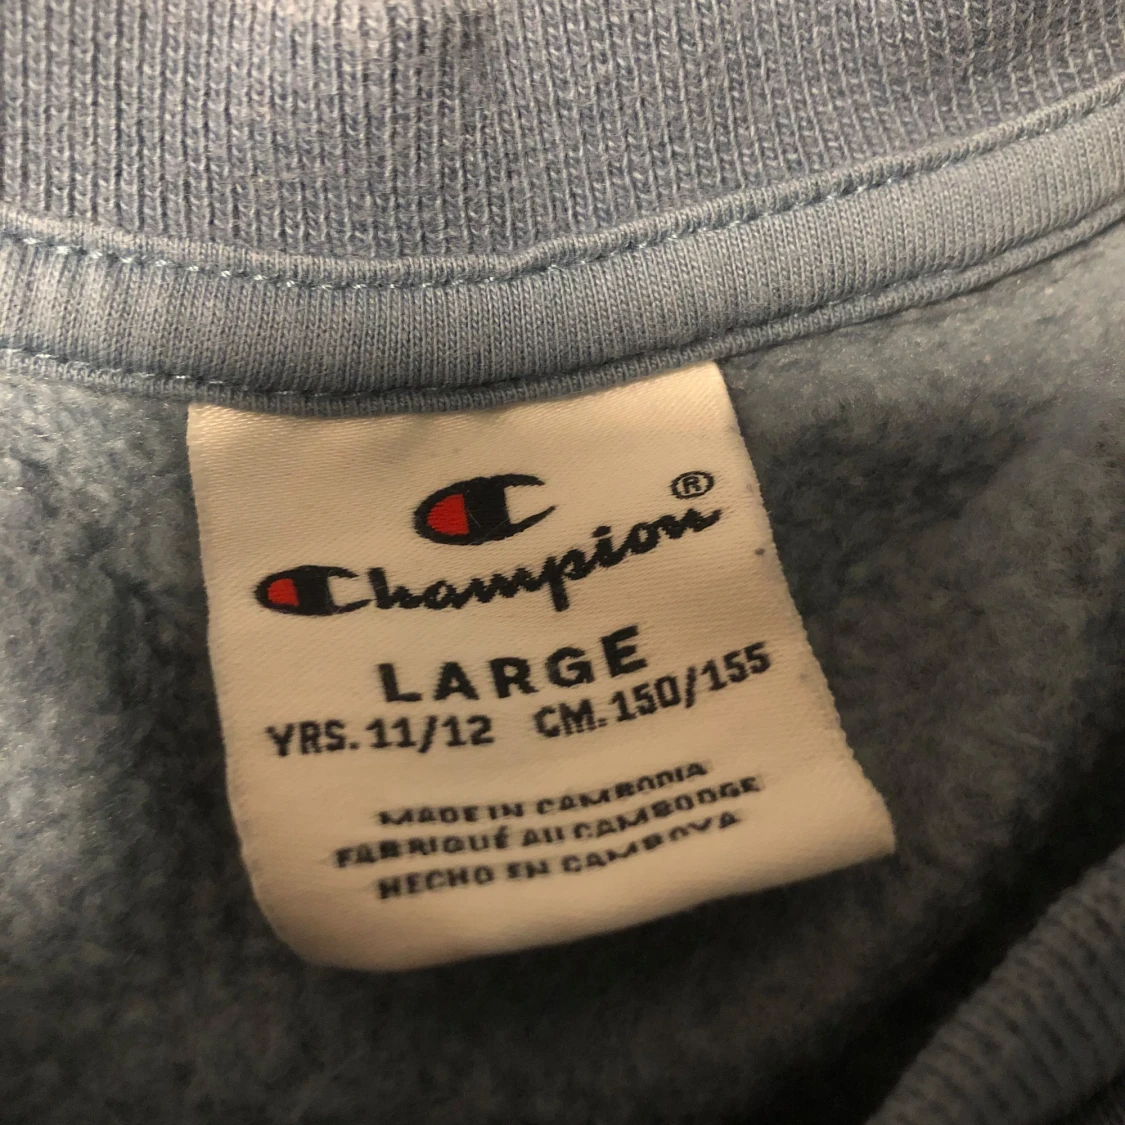 Champion®
LARGE
YRS. 11/12 CM. 150/155
MADE IN CAMBODIA
FABRIQUÉ AU CAMBODGE
HECHO EN CAMBOYA